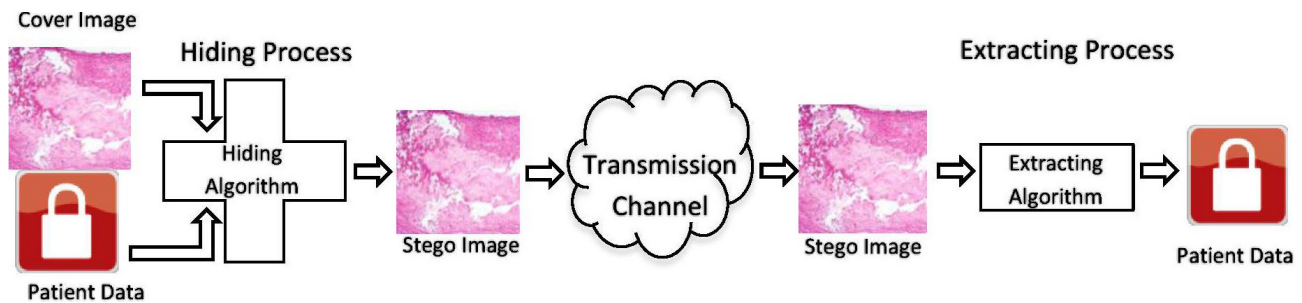 Cover Image
Hiding Process
Hiding
Algorithm
Patient Data
Stego Image
Transmission
Channel
Stego Image
Extracting Process
Extracting
Algorithm
Patient Data